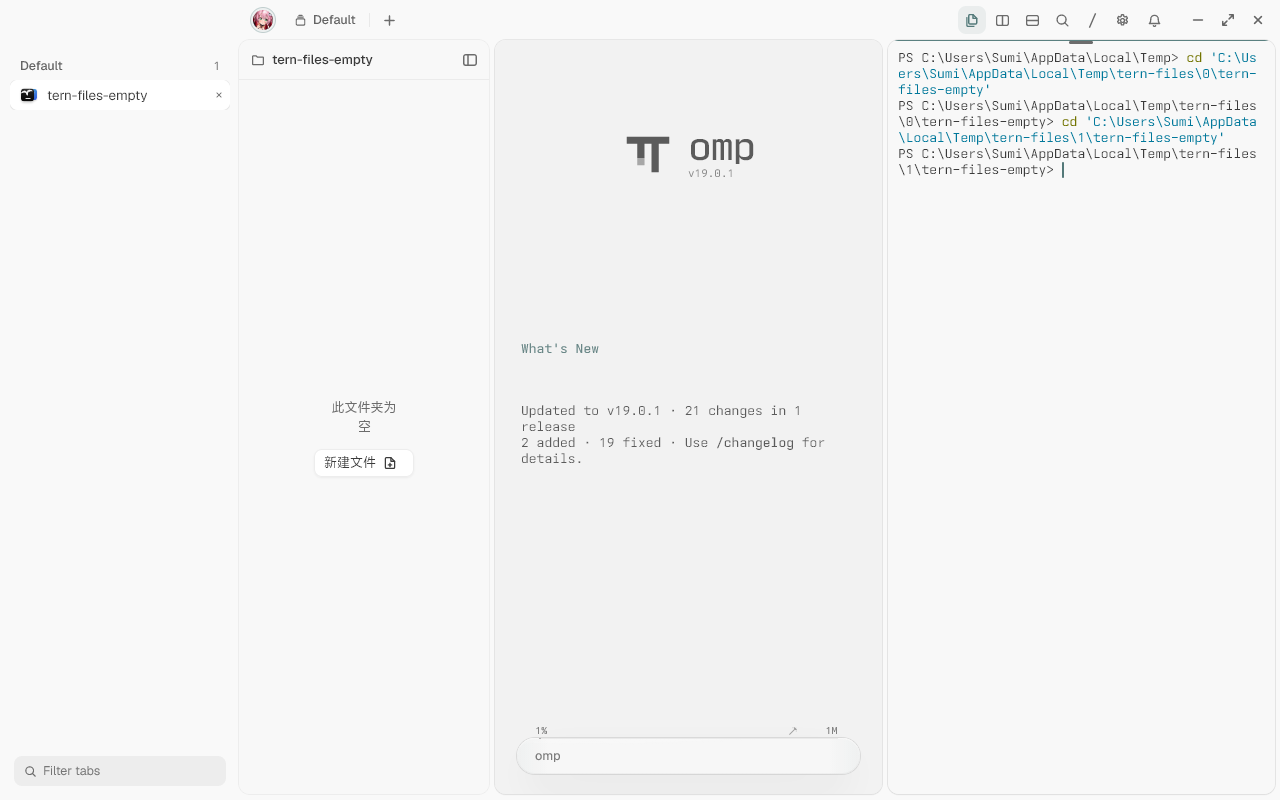 Default
+
Default 1
tern-files-empty ×
Filter tabs
tern-files-empty
此文件夹为
空
新建文件
omp
v19.0.1
What's New
Updated to v19.0.1 · 21 changes in 1
release
2 added · 19 fixed · Use /changelog for
details.
1% 1M
omp
PS C:\Users\Sumi\AppData\Local\Temp> cd 'C:\Us
ers\Sumi\AppData\Local\Temp\tern-files\0\tern-
files-empty'
PS C:\Users\Sumi\AppData\Local\Temp\tern-files
\0\tern-files-empty> cd 'C:\Users\Sumi\AppData
\Local\Temp\tern-files\1\tern-files-empty'
PS C:\Users\Sumi\AppData\Local\Temp\tern-files
\1\tern-files-empty>